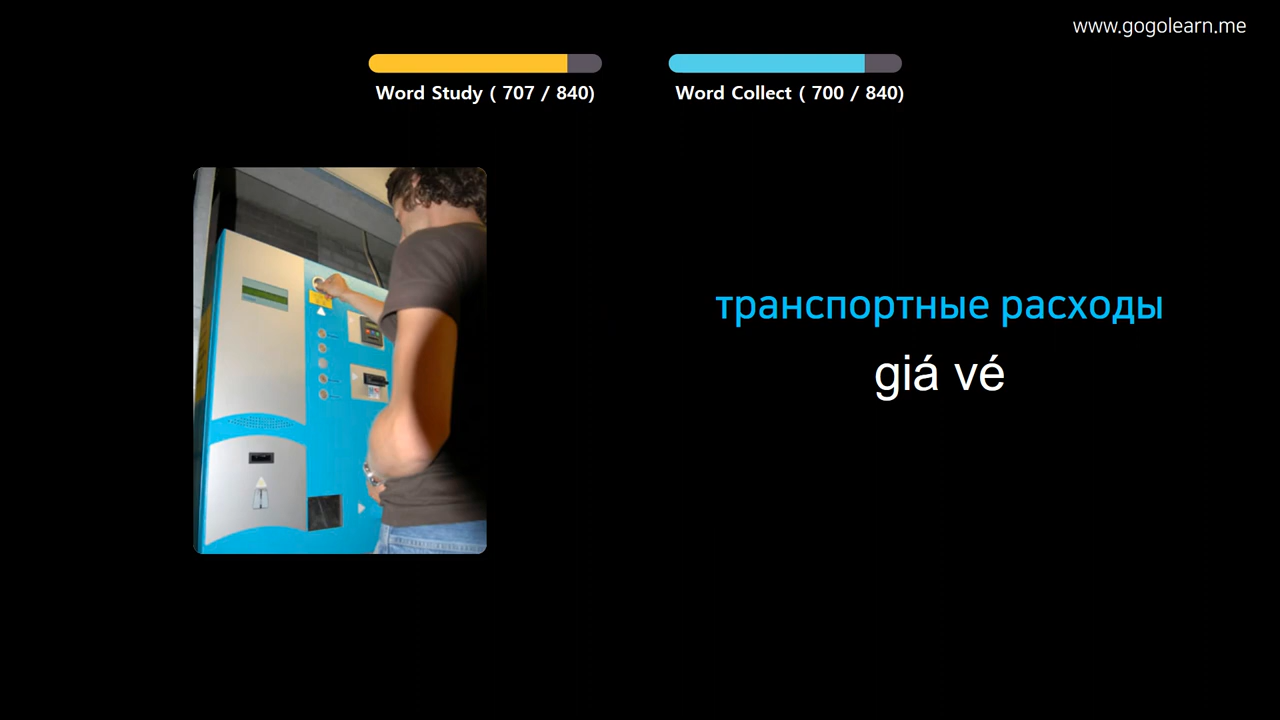 www.gogolearn.me
Word Study ( 707 / 840)
Word Collect ( 700 / 840)
транспортные расходы
giá vé